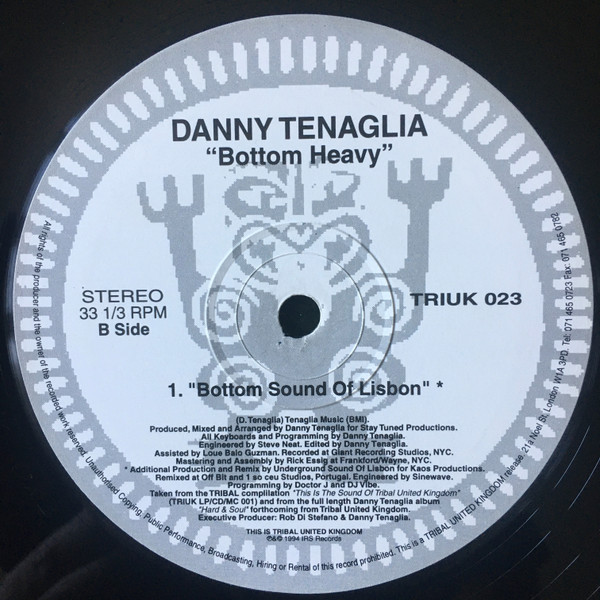 DANNY TENAGLIA
“Bottom Heavy”
STEREO
33 1/3 RPM
B Side
TRIUK 023
1. "Bottom Sound Of Lisbon" *
(D. Tenaglia) Tenaglia Music (BMI).
Produced, Mixed and Arranged by Danny Tenaglia for Stay Tuned Productions.
All Keyboards and Programming by Danny Tenaglia.
Engineered by Steve Neat. Edited by Danny Tenaglia.
Assisted by Loue Balo Guzman. Recorded at Giant Recording Studios, NYC.
Mastering and Assembly by Rick Essig at Frankford/Wayne, NYC.
* Additional Production and Remix by Underground Sound Of Lisbon for Kaos Productions.
Remixed at Off Bit and 1 so ceu Studios, Portugal. Engineered by Sinewave.
Programming by Doctor J and DJ Vibe.
Taken from the TRIBAL compilation "This Is The Sound Of Tribal United Kingdom"
(TRIUK LP/CD/MC 001) and from the full length Danny Tenaglia album
"Hard & Soul" forthcoming from Tribal United Kingdom.
Executive Producer: Rob Di Stefano & Danny Tenaglia.
THIS IS TRIBAL UNITED KINGDOM
℗&© 1994 IRS Records
All rights of the producer and the owner of the recorded work reserved. Unauthorised Copying, Public Performance, Broadcasting, Hiring or Rental of this record prohibited. This is a TRIBAL UNITED KINGDOM release. 21a Noel St, London W1A 3PD. Tel: 071 465 0723 Fax: 071 465 0782